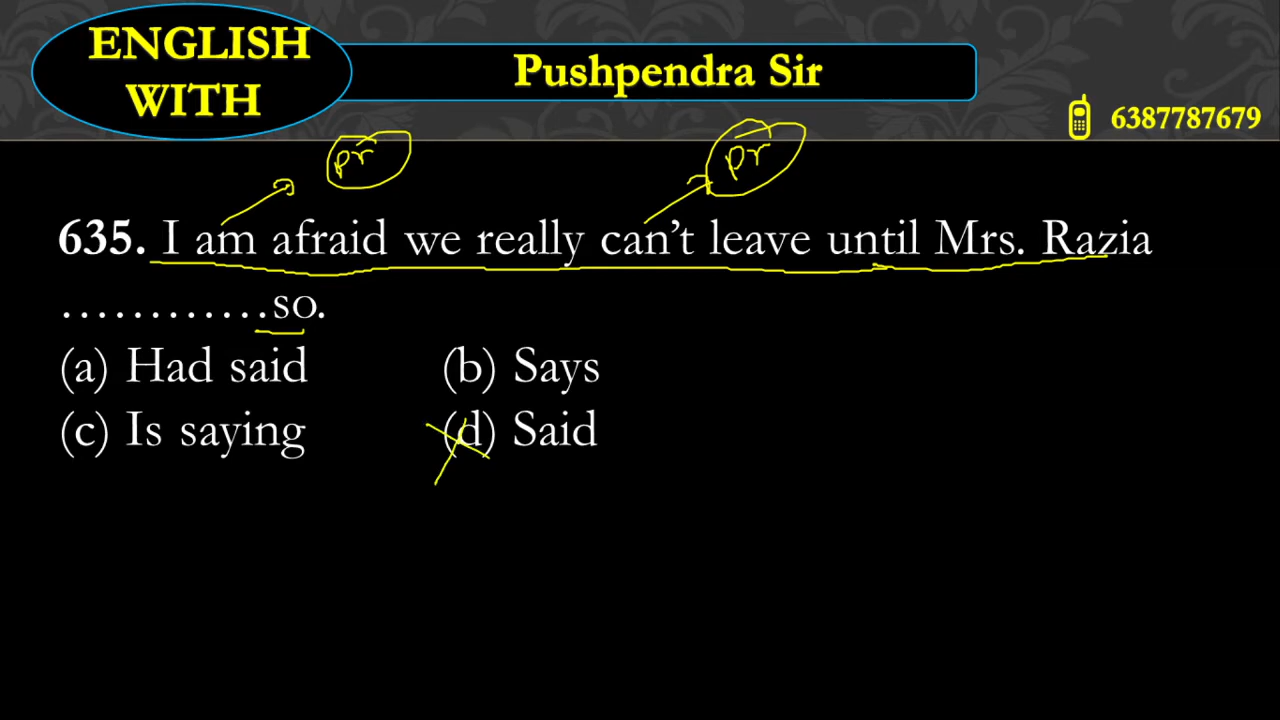 ENGLISH
WITH
Pushpendra Sir
6387787679
pr
pr
635. I am afraid we really can't leave until Mrs. Razia
…………so.
(a) Had said (b) Says
(c) Is saying (d) Said